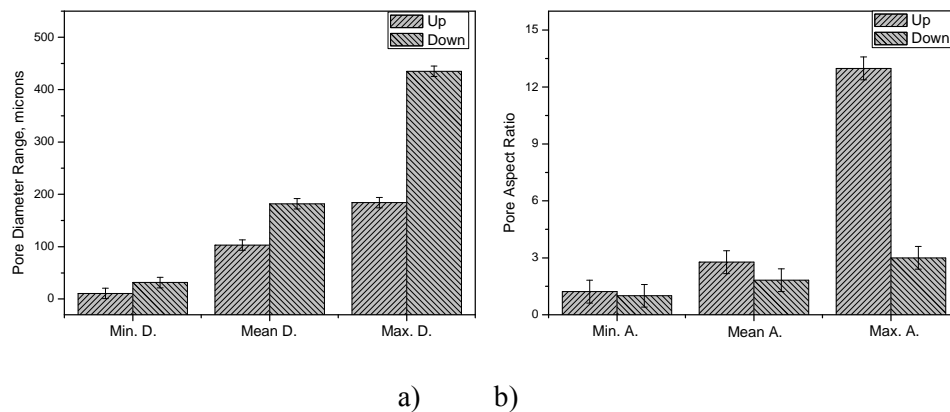 Up
Down
500
400
300
200
100
0
Pore Diameter Range, microns
Min. D. Mean D. Max. D.
Up
Down
15
12
9
6
3
0
Pore Aspect Ratio
Min. A. Mean A. Max. A.
a) b)